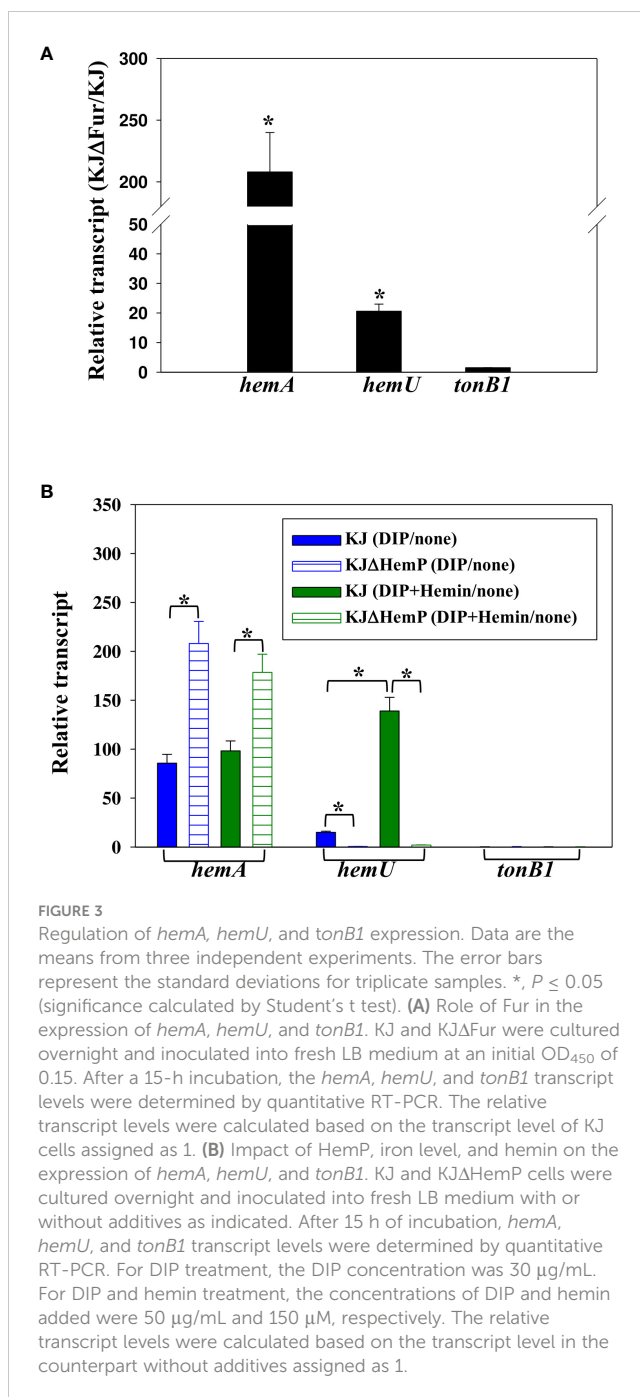 A
Relative transcript (KJΔFur/KJ)
300
250
200
50
40
30
20
10
0
*
*
hemA hemU tonB1
B
Relative transcript
350
300
250
200
150
100
50
0
KJ (DIP/none)
KJΔHemP (DIP/none)
KJ (DIP+Hemin/none)
KJΔHemP (DIP+Hemin/none)
*
*
*
*
*
hemA hemU tonB1
FIGURE 3
Regulation of hemA, hemU, and tonB1 expression. Data are the
means from three independent experiments. The error bars
represent the standard deviations for triplicate samples. *, P ≤ 0.05
(significance calculated by Student's t test). (A) Role of Fur in the
expression of hemA, hemU, and tonB1. KJ and KJΔFur were cultured
overnight and inoculated into fresh LB medium at an initial OD450 of
0.15. After a 15-h incubation, the hemA, hemU, and tonB1 transcript
levels were determined by quantitative RT-PCR. The relative
transcript levels were calculated based on the transcript level of KJ
cells assigned as 1. (B) Impact of HemP, iron level, and hemin on the
expression of hemA, hemU, and tonB1. KJ and KJΔHemP cells were
cultured overnight and inoculated into fresh LB medium with or
without additives as indicated. After 15 h of incubation, hemA,
hemU, and tonB1 transcript levels were determined by quantitative
RT-PCR. For DIP treatment, the DIP concentration was 30 μg/mL.
For DIP and hemin treatment, the concentrations of DIP and hemin
added were 50 μg/mL and 150 μM, respectively. The relative
transcript levels were calculated based on the transcript level in the
counterpart without additives assigned as 1.